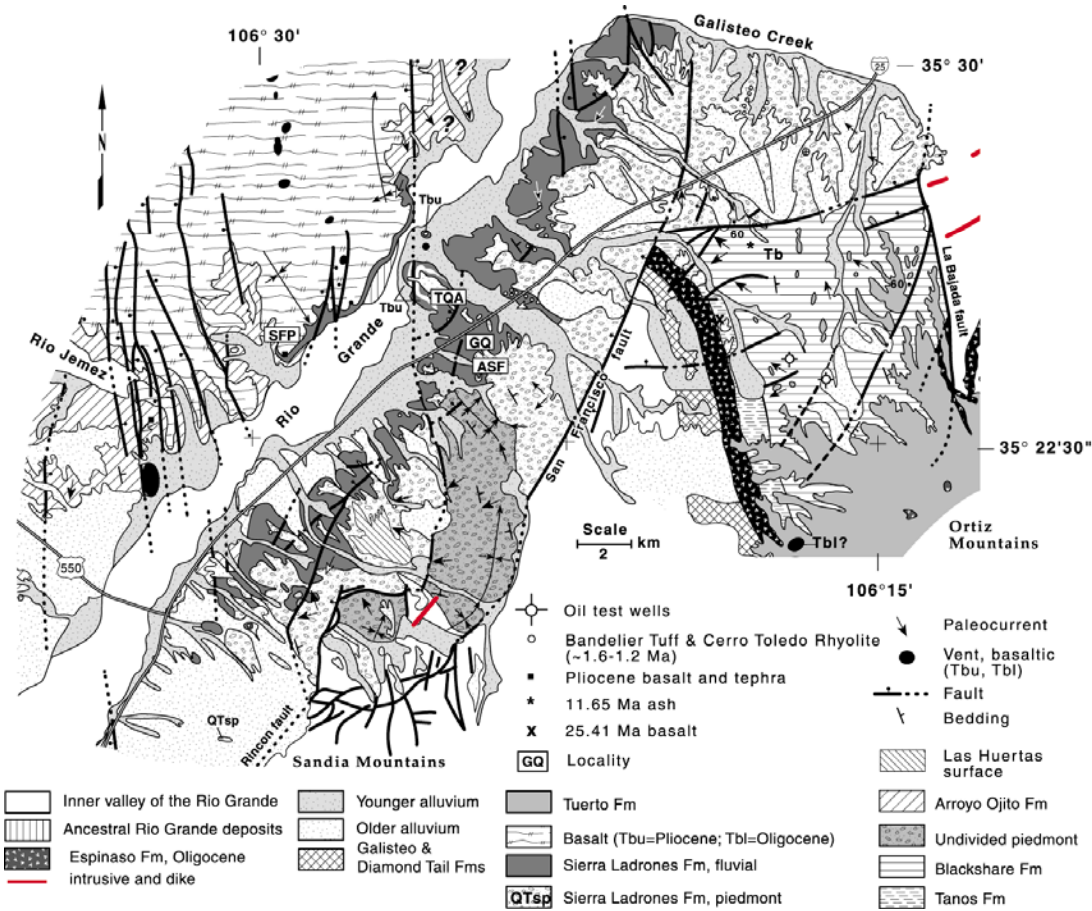 106° 30'
Galisteo Creek
25
35° 30'
N
?
?
Tbu
60
* Tb
60
La Bajada fault
TQA
Tbu
SFP
Grande
GQ
ASF
Rio Jemez
Rio
San Francisco fault
x
35° 22'30"
Scale
2 km
Ortiz
Mountains
Tbl?
106°15'
550
QTsp
Rincon fault
Sandia Mountains
Oil test wells
Bandelier Tuff & Cerro Toledo Rhyolite
(~1.6-1.2 Ma)
Pliocene basalt and tephra
* 11.65 Ma ash
x 25.41 Ma basalt
GQ Locality
Paleocurrent
Vent, basaltic
(Tbu, Tbl)
Fault
Bedding
Inner valley of the Rio Grande
Ancestral Rio Grande deposits
Espinaso Fm, Oligocene
intrusive and dike
Younger alluvium
Older alluvium
Galisteo &
Diamond Tail Fms
Tuerto Fm
Basalt (Tbu=Pliocene; Tbl=Oligocene)
Sierra Ladrones Fm, fluvial
QTsp Sierra Ladrones Fm, piedmont
Las Huertas
surface
Arroyo Ojito Fm
Undivided piedmont
Blackshare Fm
Tanos Fm